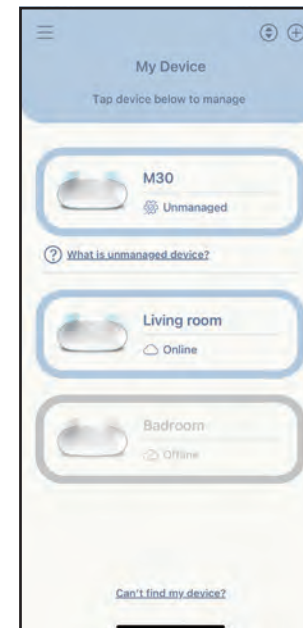 My Device
Tap device below to manage
M30
Unmanaged
What is unmanaged device?
Living room
Online
Badroom
Offline
Can't find my device?